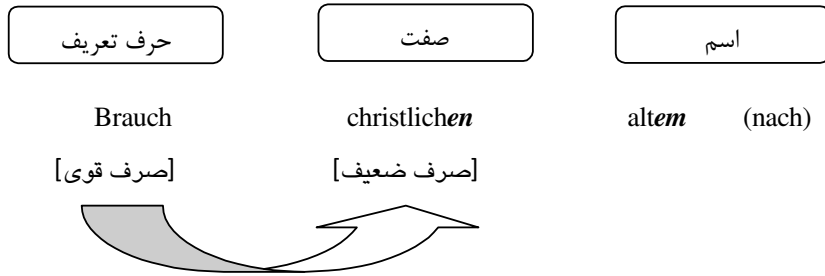 اسم صفت حرف تعریف
Brauch christlichen altem (nach)
[صرف ضعیف] [صرف قوی]